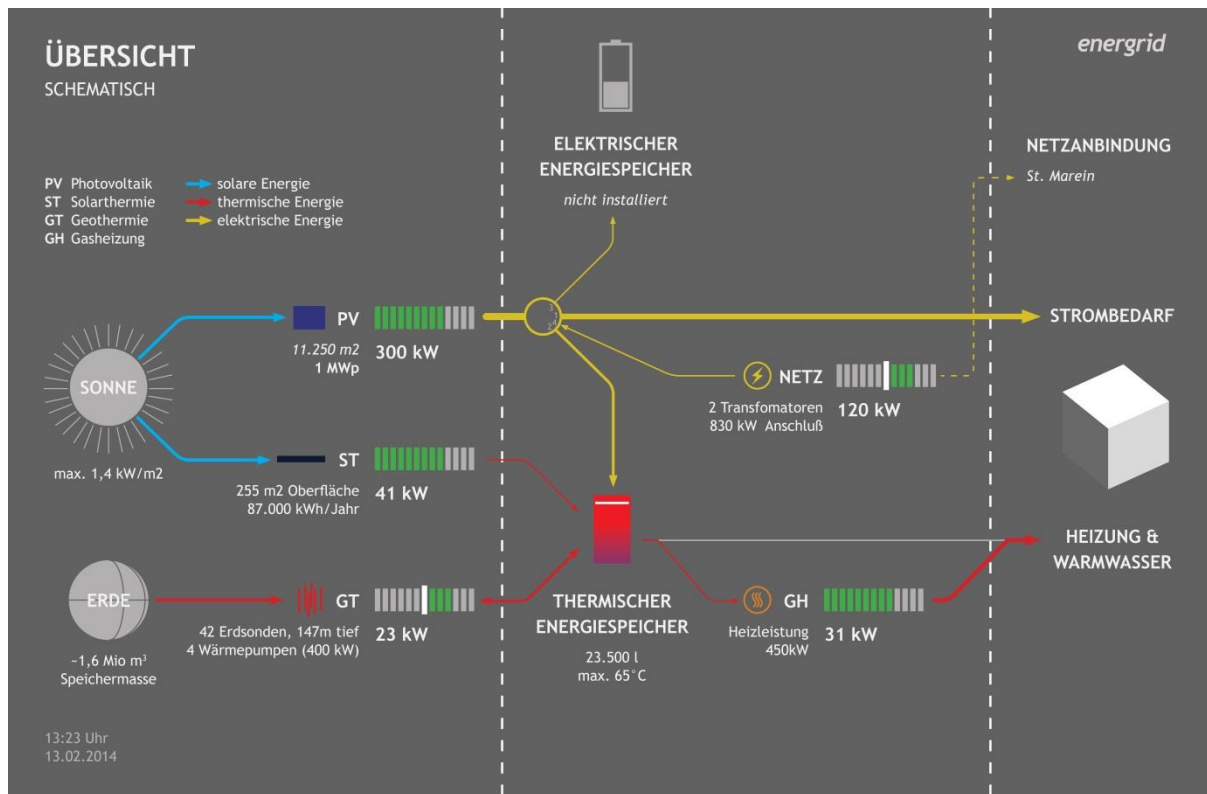 ÜBERSICHT
SCHEMATISCH
energrid
PV Photovoltaik
ST Solarthermie
GT Geothermie
GH Gasheizung
solare Energie
thermische Energie
elektrische Energie
ELEKTRISCHER
ENERGIESPEICHER
nicht installiert
NETZANBINDUNG
St. Marein
SONNE
max. 1,4 kW/m2
PV
11.250 m2
1 MWp
300 kW
3
1
2 4
STROMBEDARF
NETZ
2 Transfomatoren
830 kW Anschluß
120 kW
ST
255 m2 Oberfläche
87.000 kWh/Jahr
41 kW
ERDE
~1,6 Mio m³
Speichermasse
GT
42 Erdsonden, 147m tief
4 Wärmepumpen (400 kW)
23 kW
THERMISCHER
ENERGIESPEICHER
23.500 l
max. 65°C
GH
Heizleistung
450kW
31 kW
HEIZUNG &
WARMWASSER
13:23 Uhr
13.02.2014